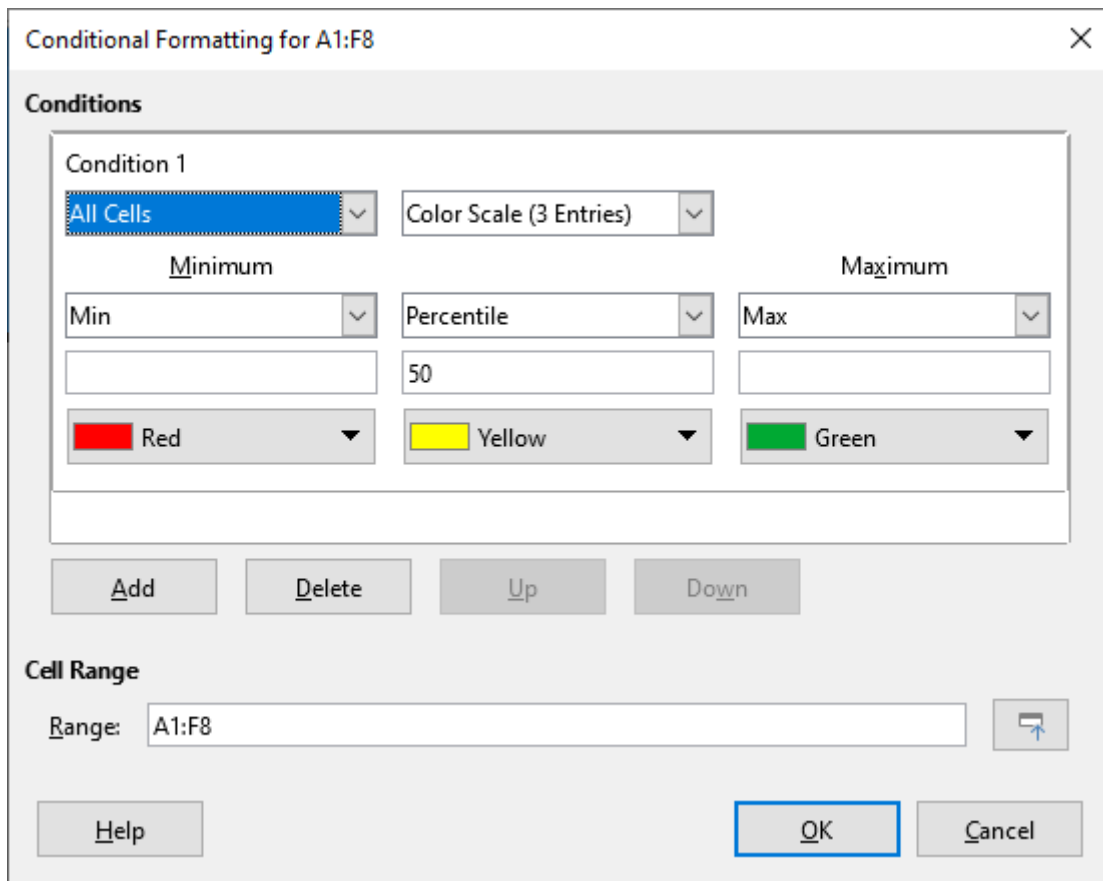 Conditional Formatting for A1:F8
Conditions
Condition 1
All Cells Color Scale (3 Entries)
Minimum Maximum
Min Percentile Max
50
Red Yellow Green
Add Delete Up Down
Cell Range
Range: A1:F8
Help OK Cancel